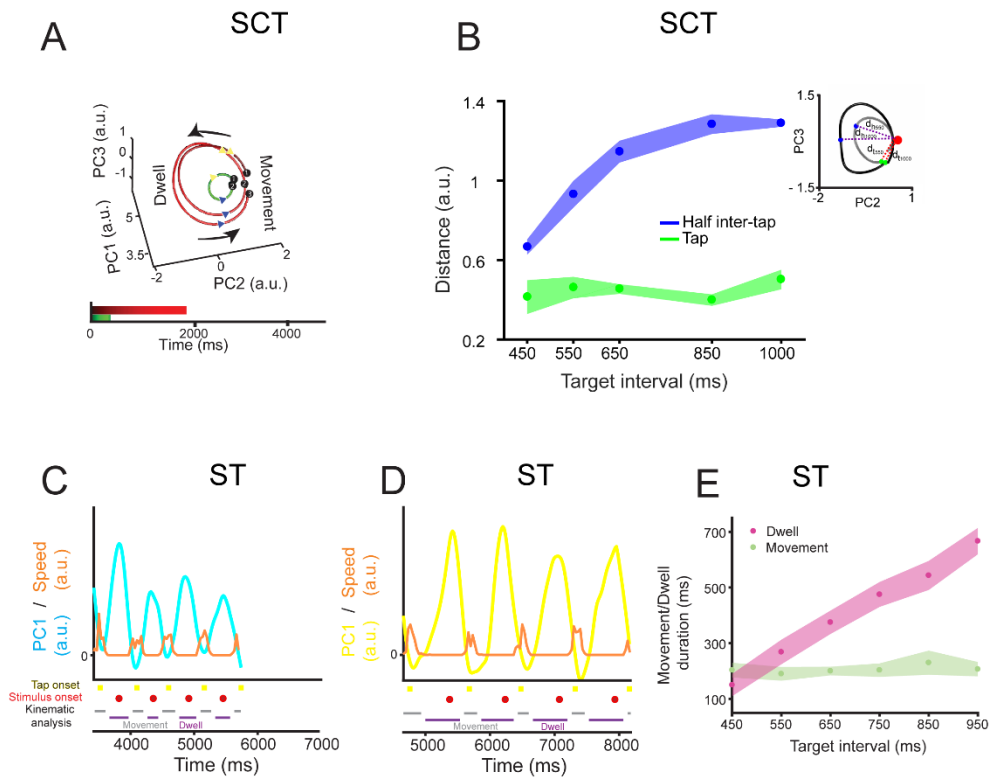 A
SCT
PC3 (a.u.)
1
0
-1
PC1 (a.u.)
5
3.5
-2
0
2
PC2 (a.u.)
Dwell
Movement
0
2000
4000
Time (ms)
B
SCT
Distance (a.u.)
1.4
1
0.6
0.2
450
550
650
850
1000
Target interval (ms)
Half inter-tap
Tap
1.5
PC3
- 1.5
-2
1
PC2
C
ST
PC1 / Speed
(a.u.) (a.u.)
0
Tap onset
Stimulus onset
Kinematic
analysis
Movement
Dwell
4000
5000
6000
7000
Time (ms)
D
ST
PC1 / Speed
(a.u.) (a.u.)
0
Movement
Dwell
5000
6000
7000
8000
Time (ms)
E
ST
Movement/Dwell
duration (ms)
700
500
300
100
Dwell
Movement
450
550
650
750
850
950
Target interval (ms)